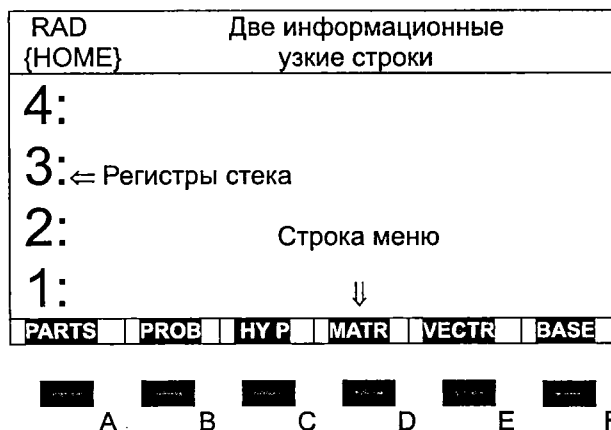 RAD Две информационные
{HOME} узкие строки
4:
3: ⇐ Регистры стека
2: Строка меню
1: ⇓
PARTS PROB HY P MATR VECTR BASE
A B C D E F